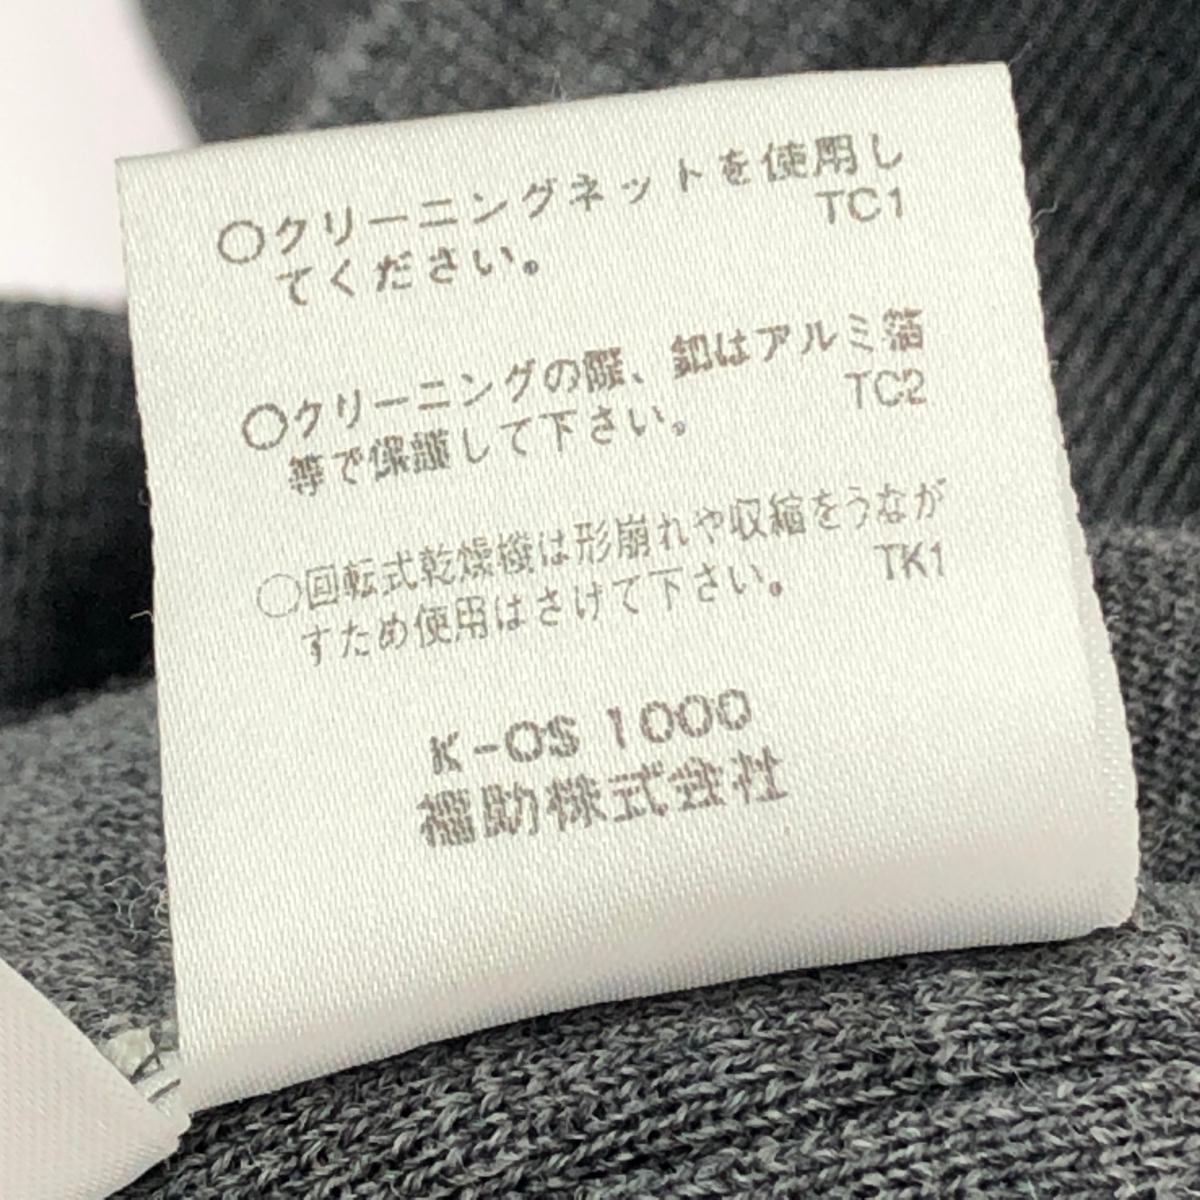 ○クリーニングネットを使用し
てください。 TC1
○クリーニングの際、釦はアルミ箔
等で保護して下さい。 TC2
○回転式乾燥機は形崩れや収縮をうなが
すため使用はさけて下さい。 TK1
K-OS 1000
福助株式会社